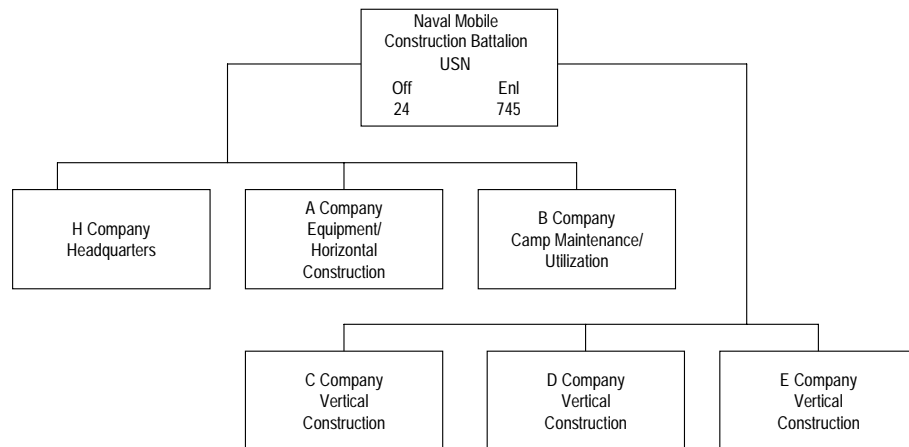 Naval Mobile
Construction Battalion
USN
Off Enl
24 745
H Company
Headquarters
A Company
Equipment/
Horizontal
Construction
B Company
Camp Maintenance/
Utilization
C Company
Vertical
Construction
D Company
Vertical
Construction
E Company
Vertical
Construction